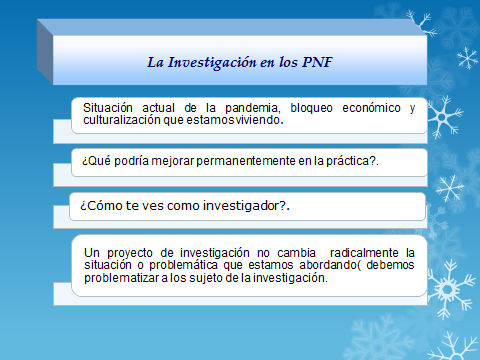 La Investigación en los PNF
Situación actual de la pandemia, bloqueo económico y
culturalización que estamos viviendo.
¿Qué podría mejorar permanentemente en la práctica?.
¿Cómo te ves como investigador?.
Un proyecto de investigación no cambia radicalmente la
situación o problemática que estamos abordando( debemos
problematizar a los sujeto de la investigación.